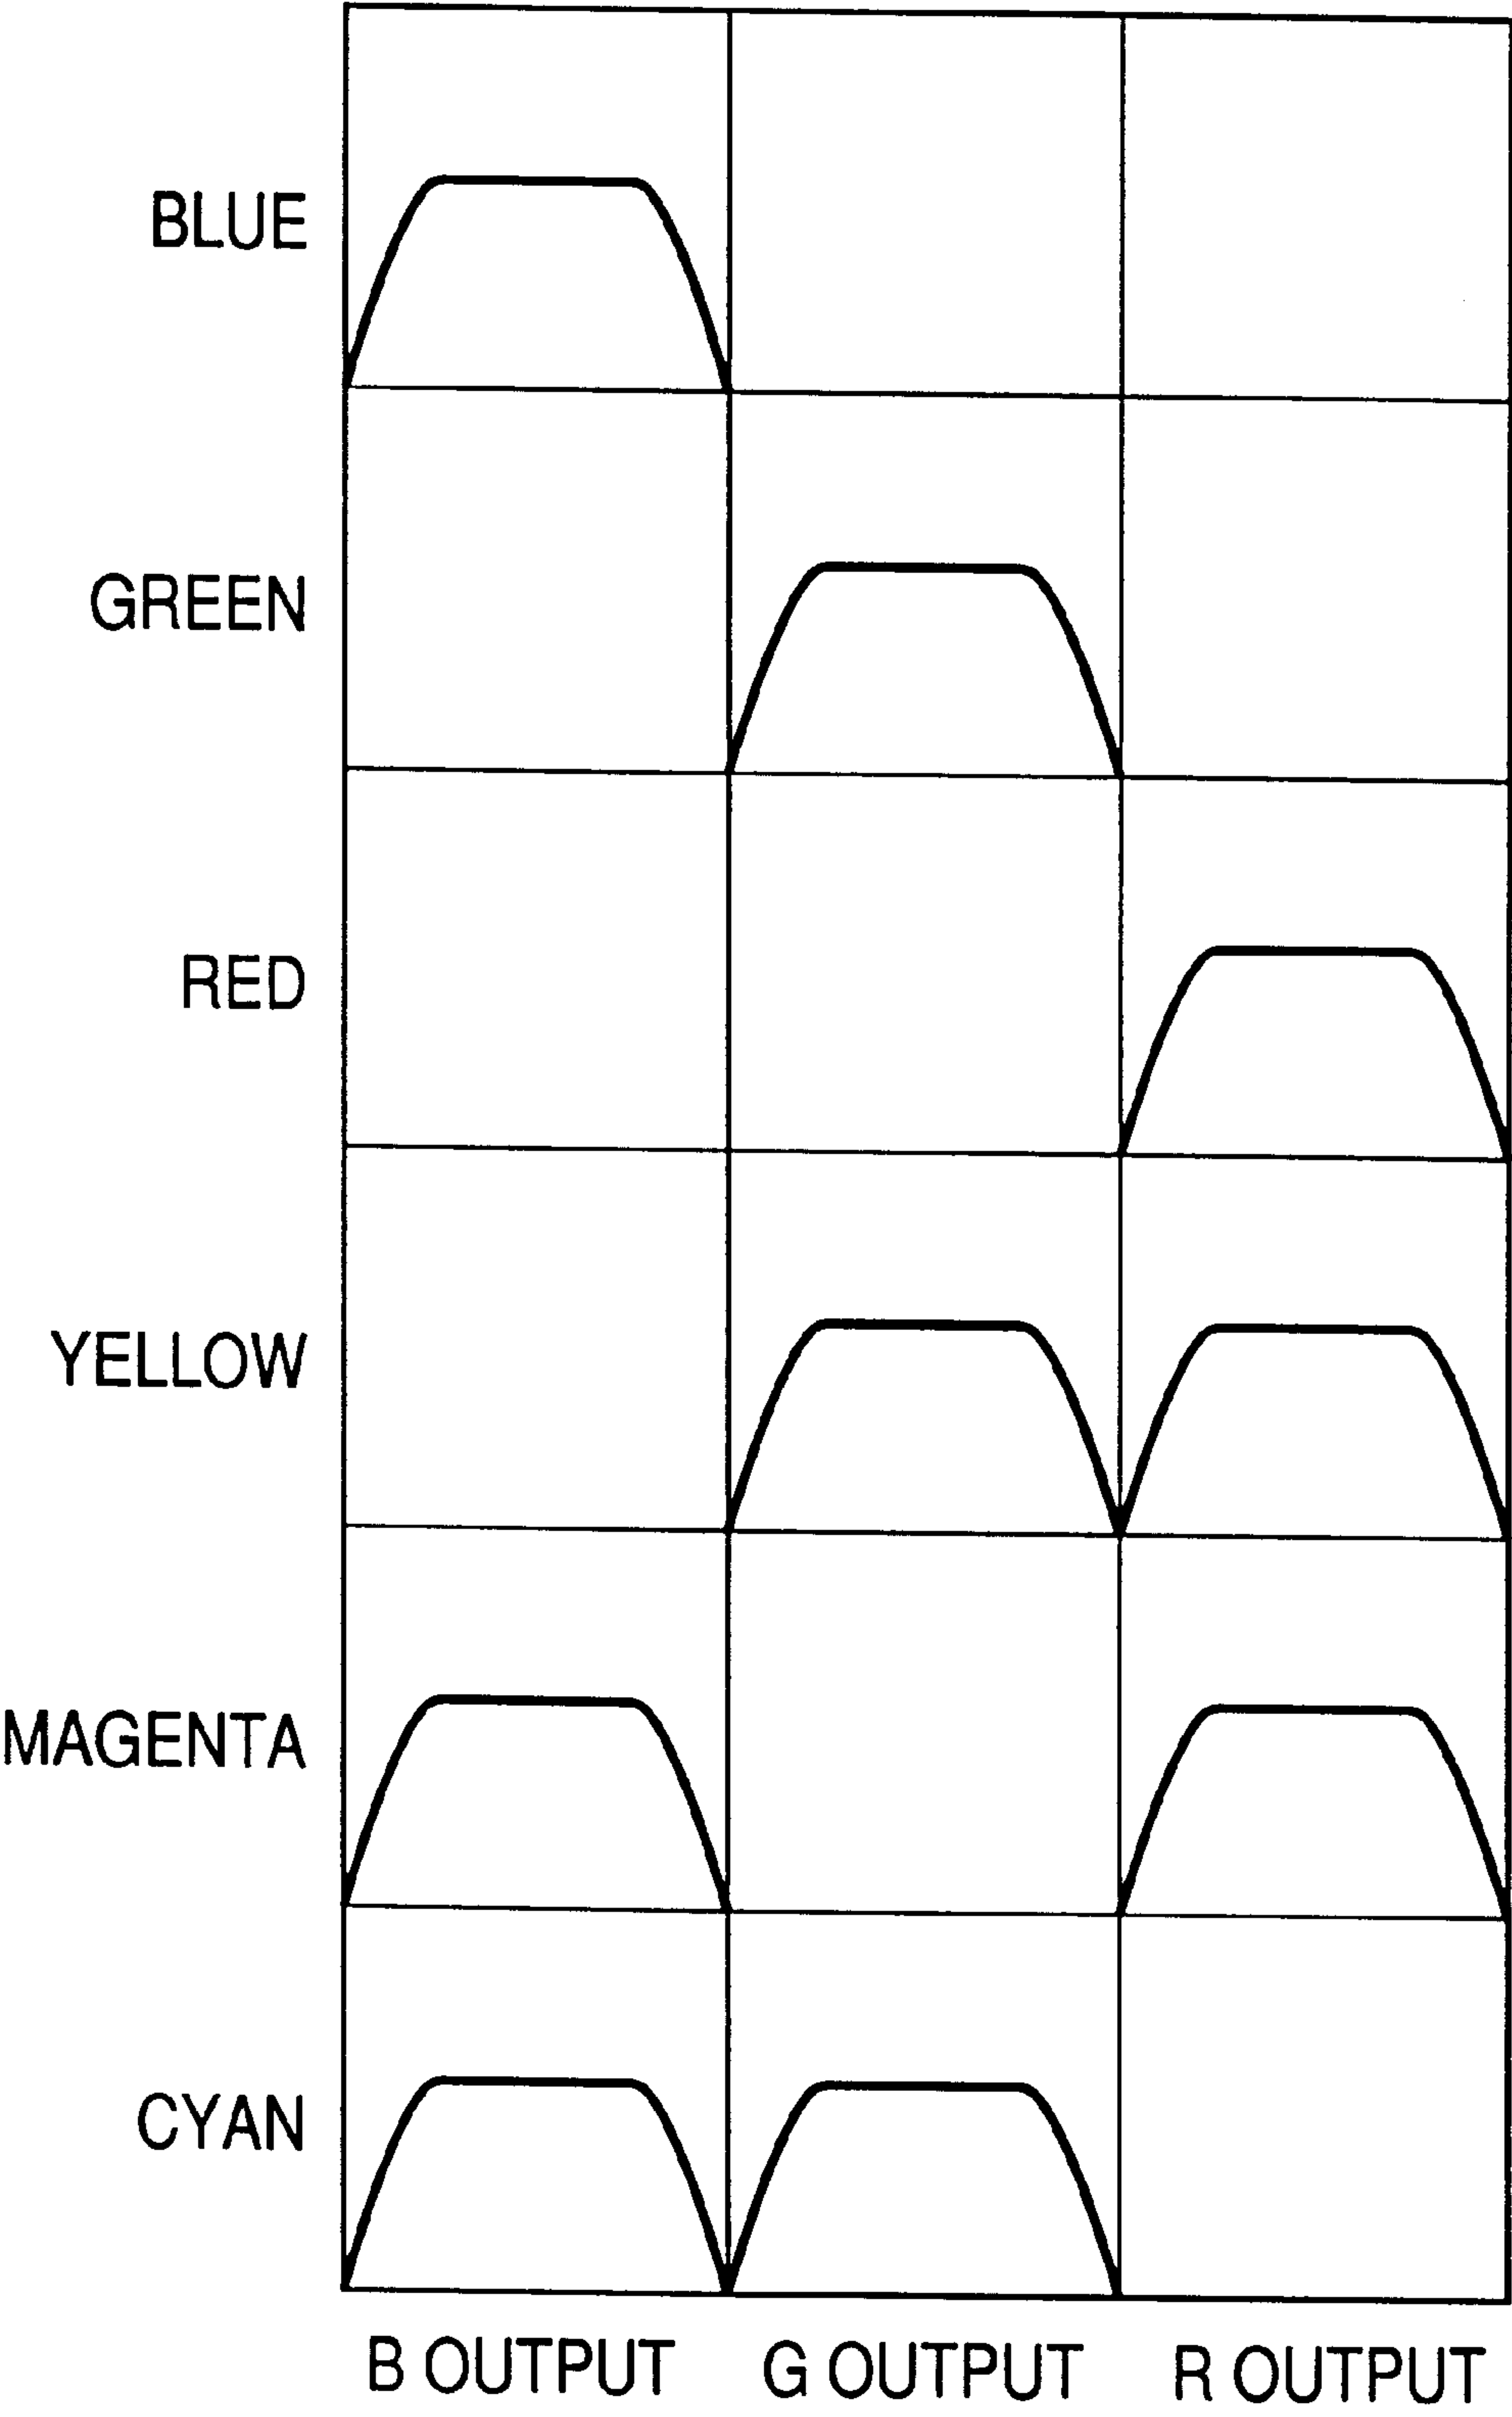 BLUE
GREEN
RED
YELLOW
MAGENTA
CYAN
B OUTPUT G OUTPUT R OUTPUT